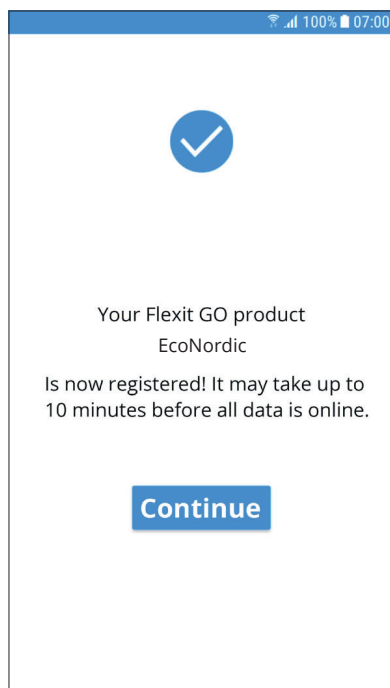 100% 07:00
Your Flexit GO product
EcoNordic
Is now registered! It may take up to
10 minutes before all data is online.
Continue